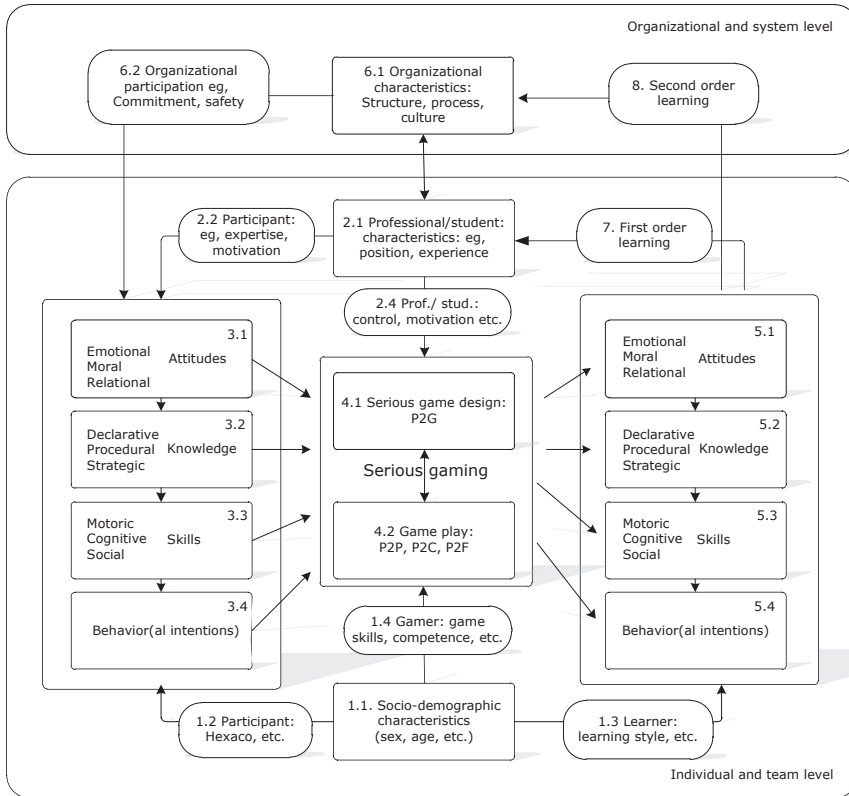 Organizational and system level
6.2 Organizational
participation eg,
Commitment, safety
6.1 Organizational
characteristics:
Structure, process,
culture
8. Second order
learning
2.2 Participant:
eg, expertise,
motivation
2.1 Professional/student:
characteristics: eg,
position, experience
7. First order
learning
2.4 Prof./ stud.:
control, motivation etc.
3.1
Emotional
Moral Attitudes
Relational
3.2
Declarative
Procedural Knowledge
Strategic
3.3
Motoric
Cognitive Skills
Social
3.4
Behavior(al intentions)
4.1 Serious game design:
P2G
Serious gaming
4.2 Game play:
P2P, P2C, P2F
5.1
Emotional
Moral Attitudes
Relational
5.2
Declarative
Procedural Knowledge
Strategic
5.3
Motoric
Cognitive Skills
Social
5.4
Behavior(al intentions)
1.4 Gamer: game
skills, competence, etc.
1.2 Participant:
Hexaco, etc.
1.1. Socio-demographic
characteristics
(sex, age, etc.)
1.3 Learner:
learning style, etc.
Individual and team level